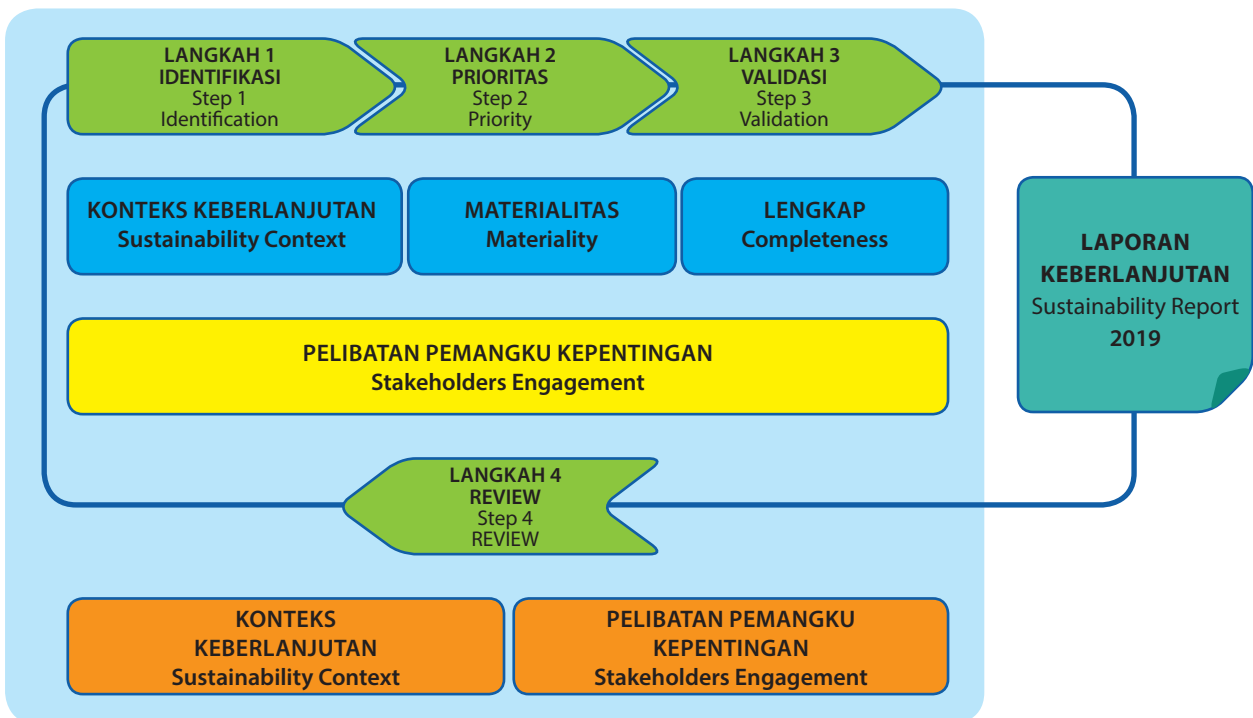 LANGKAH 1
IDENTIFIKASI
Step 1
Identification
LANGKAH 2
PRIORITAS
Step 2
Priority
LANGKAH 3
VALIDASI
Step 3
Validation
KONTEKS KEBERLANJUTAN
Sustainability Context
MATERIALITAS
Materiality
LENGKAP
Completeness
LAPORAN
KEBERLANJUTAN
Sustainability Report
2019
PELIBATAN PEMANGKU KEPENTINGAN
Stakeholders Engagement
LANGKAH 4
REVIEW
Step 4
REVIEW
KONTEKS
KEBERLANJUTAN
Sustainability Context
PELIBATAN PEMANGKU
KEPENTINGAN
Stakeholders Engagement